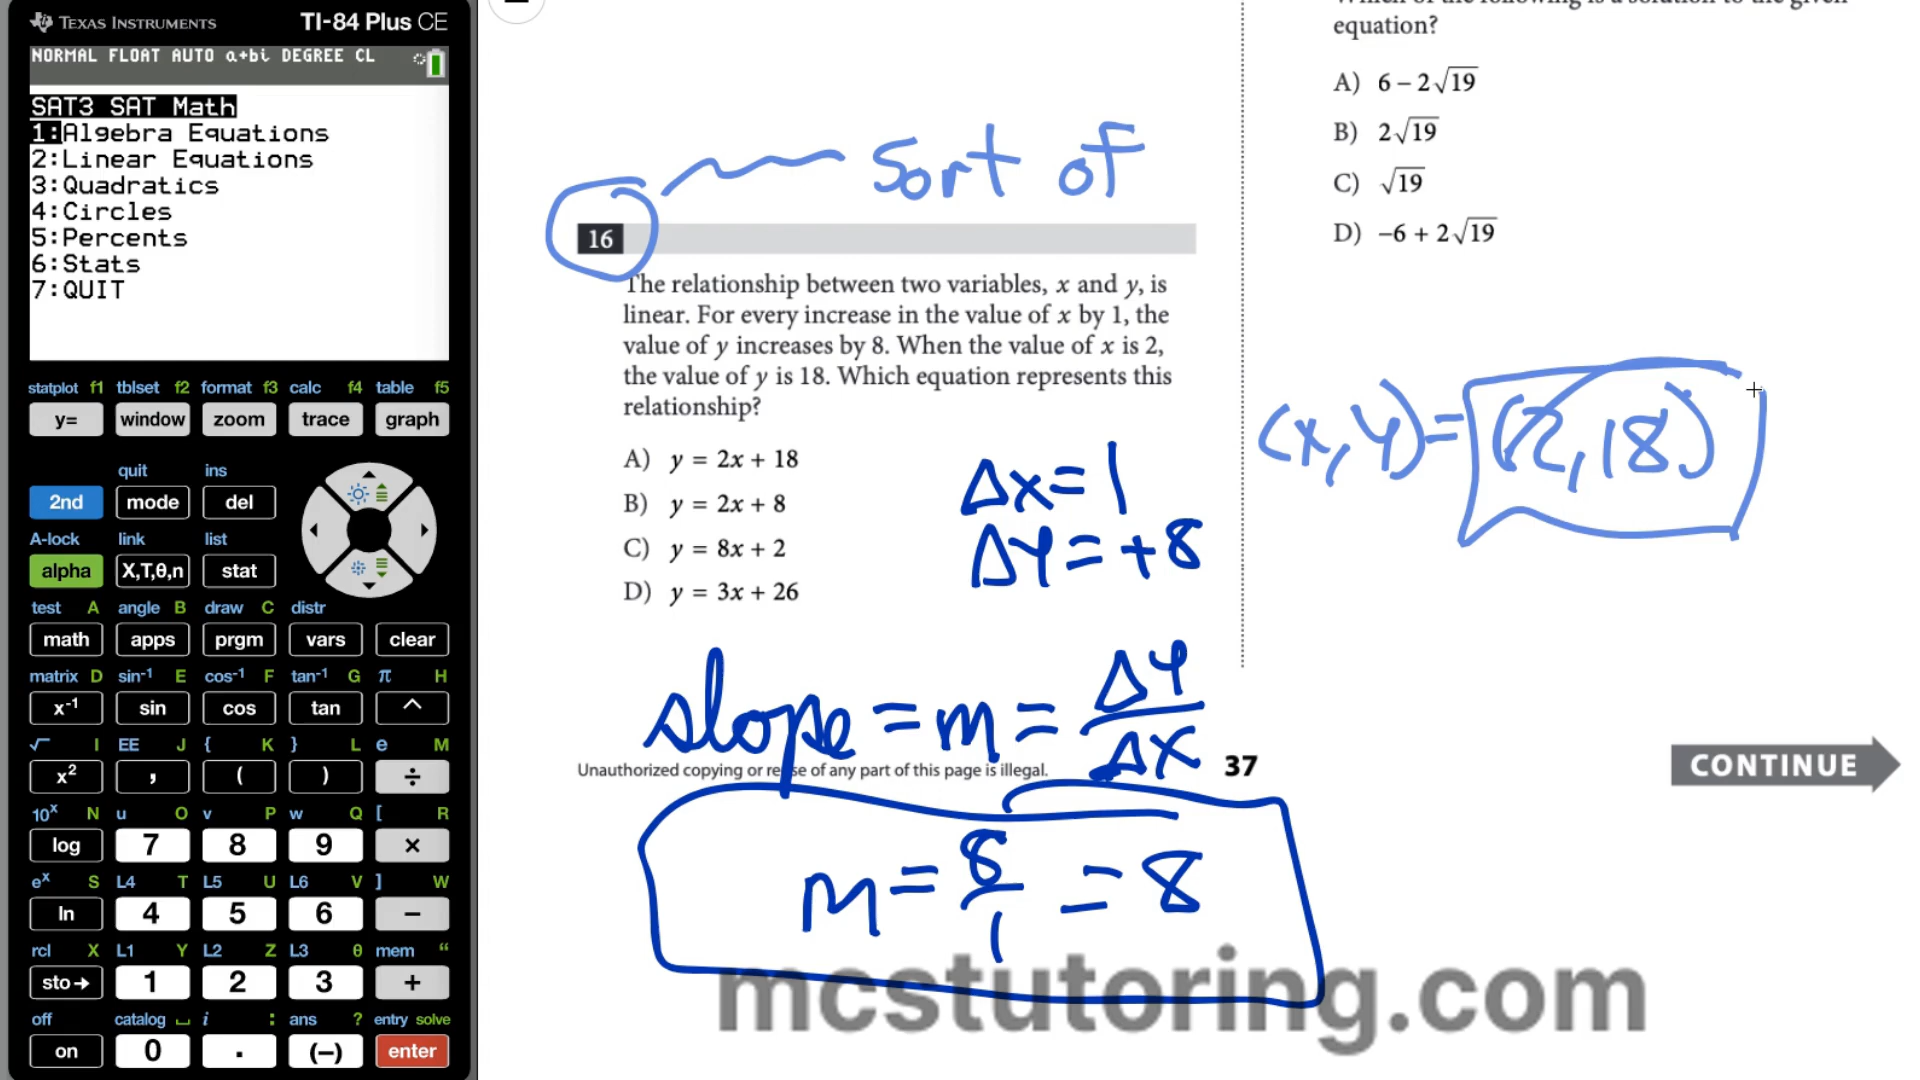 TEXAS INSTRUMENTS TI-84 Plus CE
NORMAL FLOAT AUTO a+bi DEGREE CL
SAT3 SAT Math
1:Algebra Equations
2:Linear Equations
3:Quadratics
4:Circles
5:Percents
6:Stats
7:QUIT
statplot f1 tblset f2 format f3 calc f4 table f5
y= window zoom trace graph
quit ins
2nd mode del
A-lock link list
alpha X,T,θ,n stat
test A angle B draw C distr
math apps prgm vars clear
matrix D sin⁻¹ E cos⁻¹ F tan⁻¹ G π H
x⁻¹ sin cos tan ^
√ I EE J { K } L e M
x² , ( ) ÷
10ˣ N u O v P w Q [ R
log 7 8 9 ×
eˣ S L4 T L5 U L6 V ] W
ln 4 5 6 −
rcl X L1 Y L2 Z L3 θ mem “
sto→ 1 2 3 +
off catalog ⎵ i : ans ? entry solve
on 0 . (−) enter
sort of
16
The relationship between two variables, x and y, is
linear. For every increase in the value of x by 1, the
value of y increases by 8. When the value of x is 2,
the value of y is 18. Which equation represents this
relationship?
A) y = 2x + 18
B) y = 2x + 8
C) y = 8x + 2
D) y = 3x + 26
Δx = 1
ΔY = +8
slope = m = ΔY/ΔX
Unauthorized copying or reuse of any part of this page is illegal.
37
m = 8/1 = 8
equation?
A) 6 − 2√19
B) 2√19
C) √19
D) −6 + 2√19
(x, y) = (2, 18)
CONTINUE
mcstutoring.com